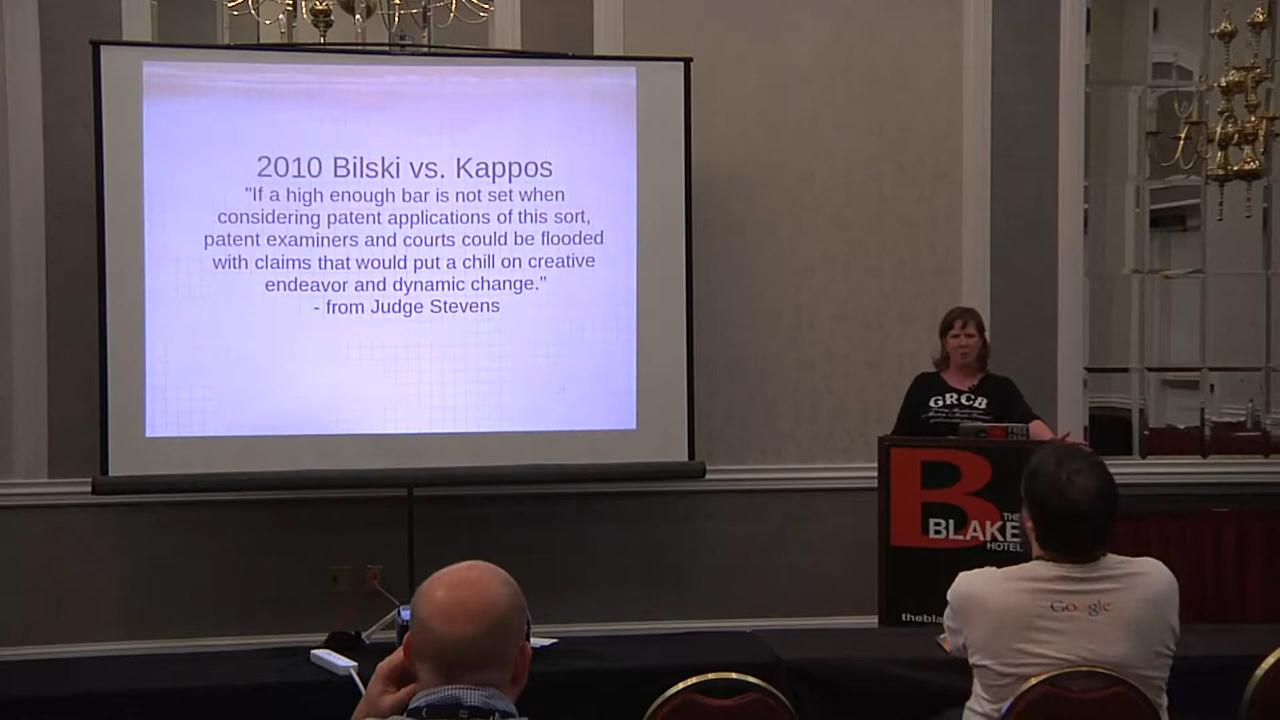 2010 Bilski vs. Kappos
"If a high enough bar is not set when
considering patent applications of this sort,
patent examiners and courts could be flooded
with claims that would put a chill on creative
endeavor and dynamic change."
- from Judge Stevens
GRCB
FREE
B
THE
BLAKE
HOTEL
thebla
Google